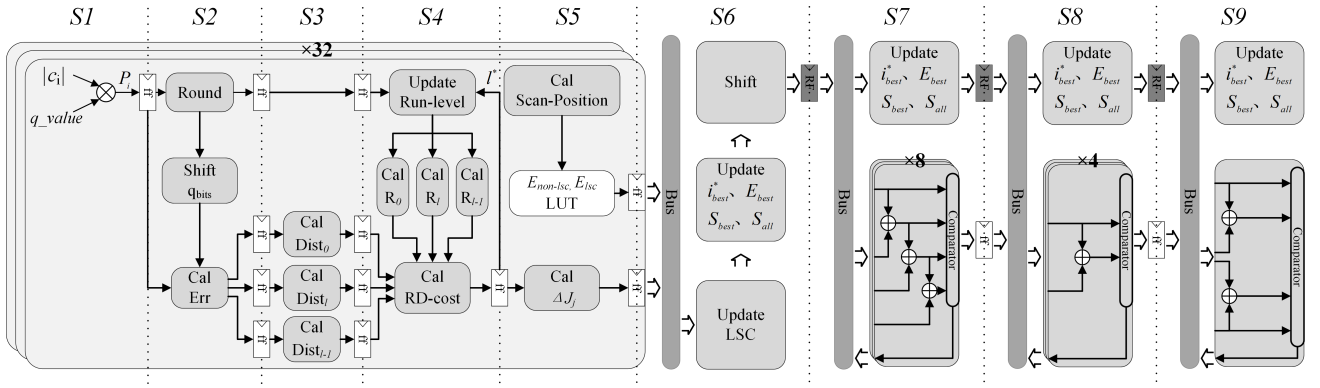 S1 S2 S3 S4 S5 S6 S7 S8 S9
×32
|c_i|
q_value
P_i
ff
Round
ff
ff
Update
Run-level
l*
Cal
Scan-Position
Shift
q_bits
Cal
R_0
Cal
R_l
Cal
R_l-1
E_non-lsc, E_lsc
LUT
ff
Cal
Err
ff
ff
ff
Cal
Dist_0
Cal
Dist_l
Cal
Dist_l-1
ff
ff
ff
Cal
RD-cost
ff
Cal
ΔJ_j
ff
Bus
Shift
Update
i*_best、E_best
S_best、S_all
Update
LSC
RF
Bus
Update
i*_best、E_best
S_best、S_all
×8
Comparator
RF
ff
Bus
Update
i*_best、E_best
S_best、S_all
×4
Comparator
RF
ff
Bus
Update
i*_best、E_best
S_best、S_all
Comparator